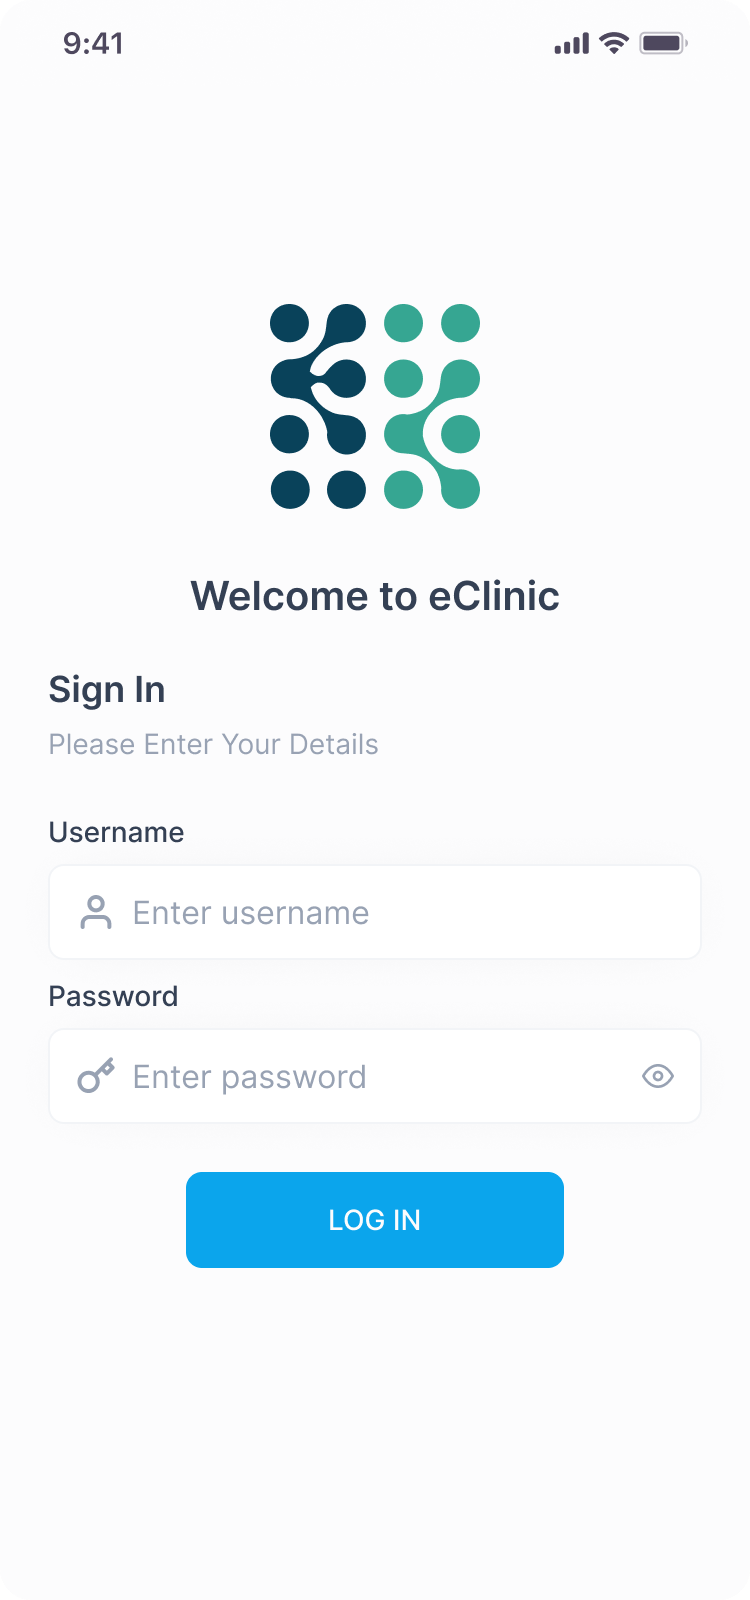 9:41
Welcome to eClinic
Sign In
Please Enter Your Details
Username
Enter username
Password
Enter password
LOG IN